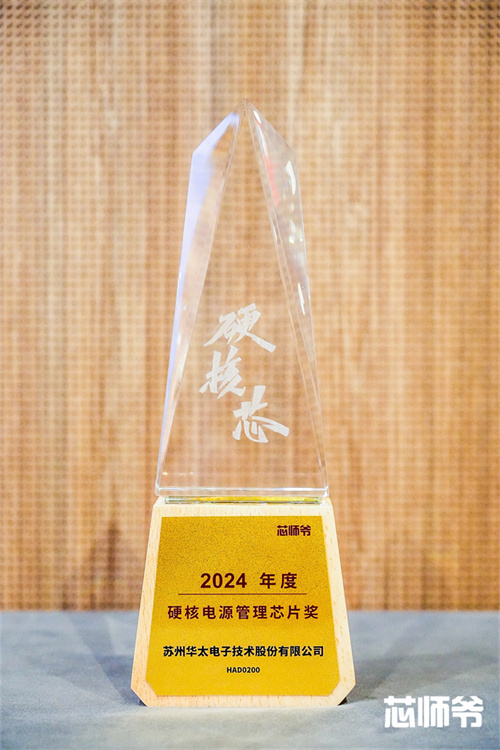 硬
核
芯
芯师爷
2024 年度
硬核电源管理芯片奖
苏州华太电子技术股份有限公司
HAD0200
芯师爷